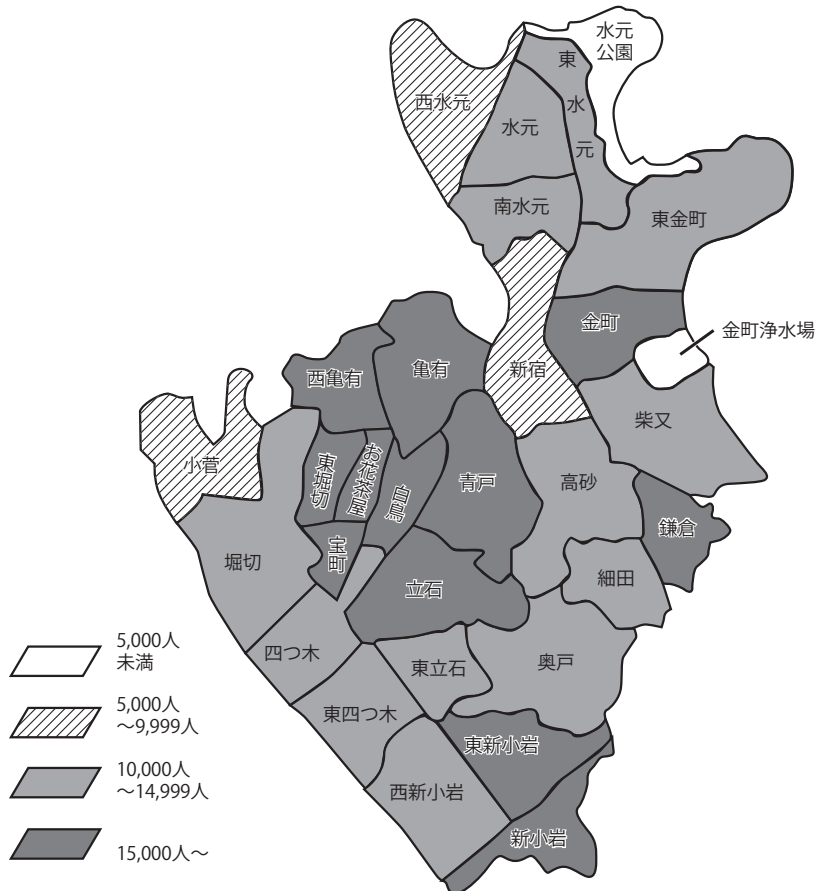 水元
公園
東
水
元
西水元
水元
南水元
東金町
金町
金町浄水場
新宿
亀有
西亀有
柴又
小菅
東堀切
お花茶屋
白鳥
青戸
高砂
鎌倉
宝町
堀切
立石
細田
四つ木
東立石
奥戸
東四つ木
東新小岩
西新小岩
新小岩
5,000人
未満
5,000人
～9,999人
10,000人
～14,999人
15,000人～